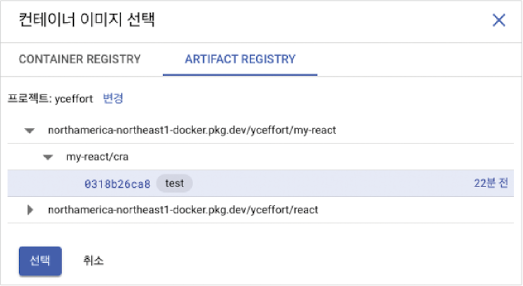 컨테이너 이미지 선택
CONTAINER REGISTRY ARTIFACT REGISTRY
프로젝트: yceffort 변경
northamerica-northeast1-docker.pkg.dev/yceffort/my-react
my-react/cra
0318b26ca8 test 22분 전
northamerica-northeast1-docker.pkg.dev/yceffort/react
선택 취소